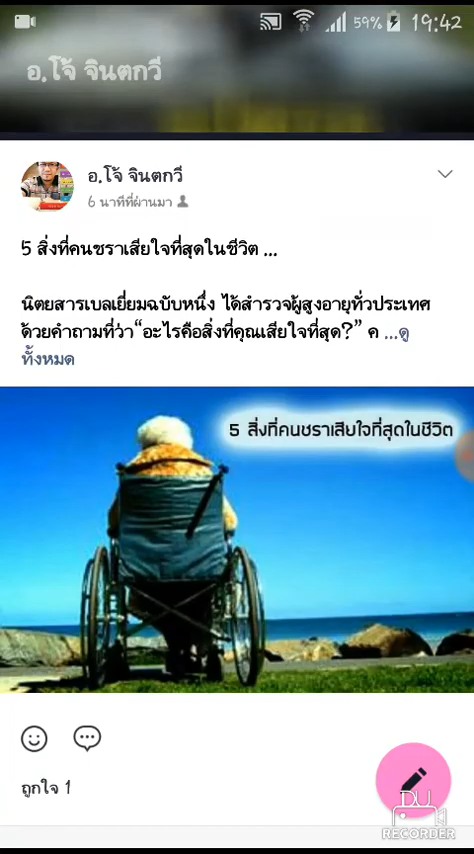 59% 19:42
อ.โจ้ จินตกวี
อ.โจ้ จินตกวี
6 นาทีที่ผ่านมา
5 สิ่งที่คนชราเสียใจที่สุดในชีวิต ...
นิตยสารเบลเยี่ยมฉบับหนึ่ง ได้สำรวจผู้สูงอายุทั่วประเทศ
ด้วยคำถามที่ว่า“อะไรคือสิ่งที่คุณเสียใจที่สุด?” ค ...ดู
ทั้งหมด
5 สิ่งที่คนชราเสียใจที่สุดในชีวิต
ถูกใจ 1
DU
RECORDER